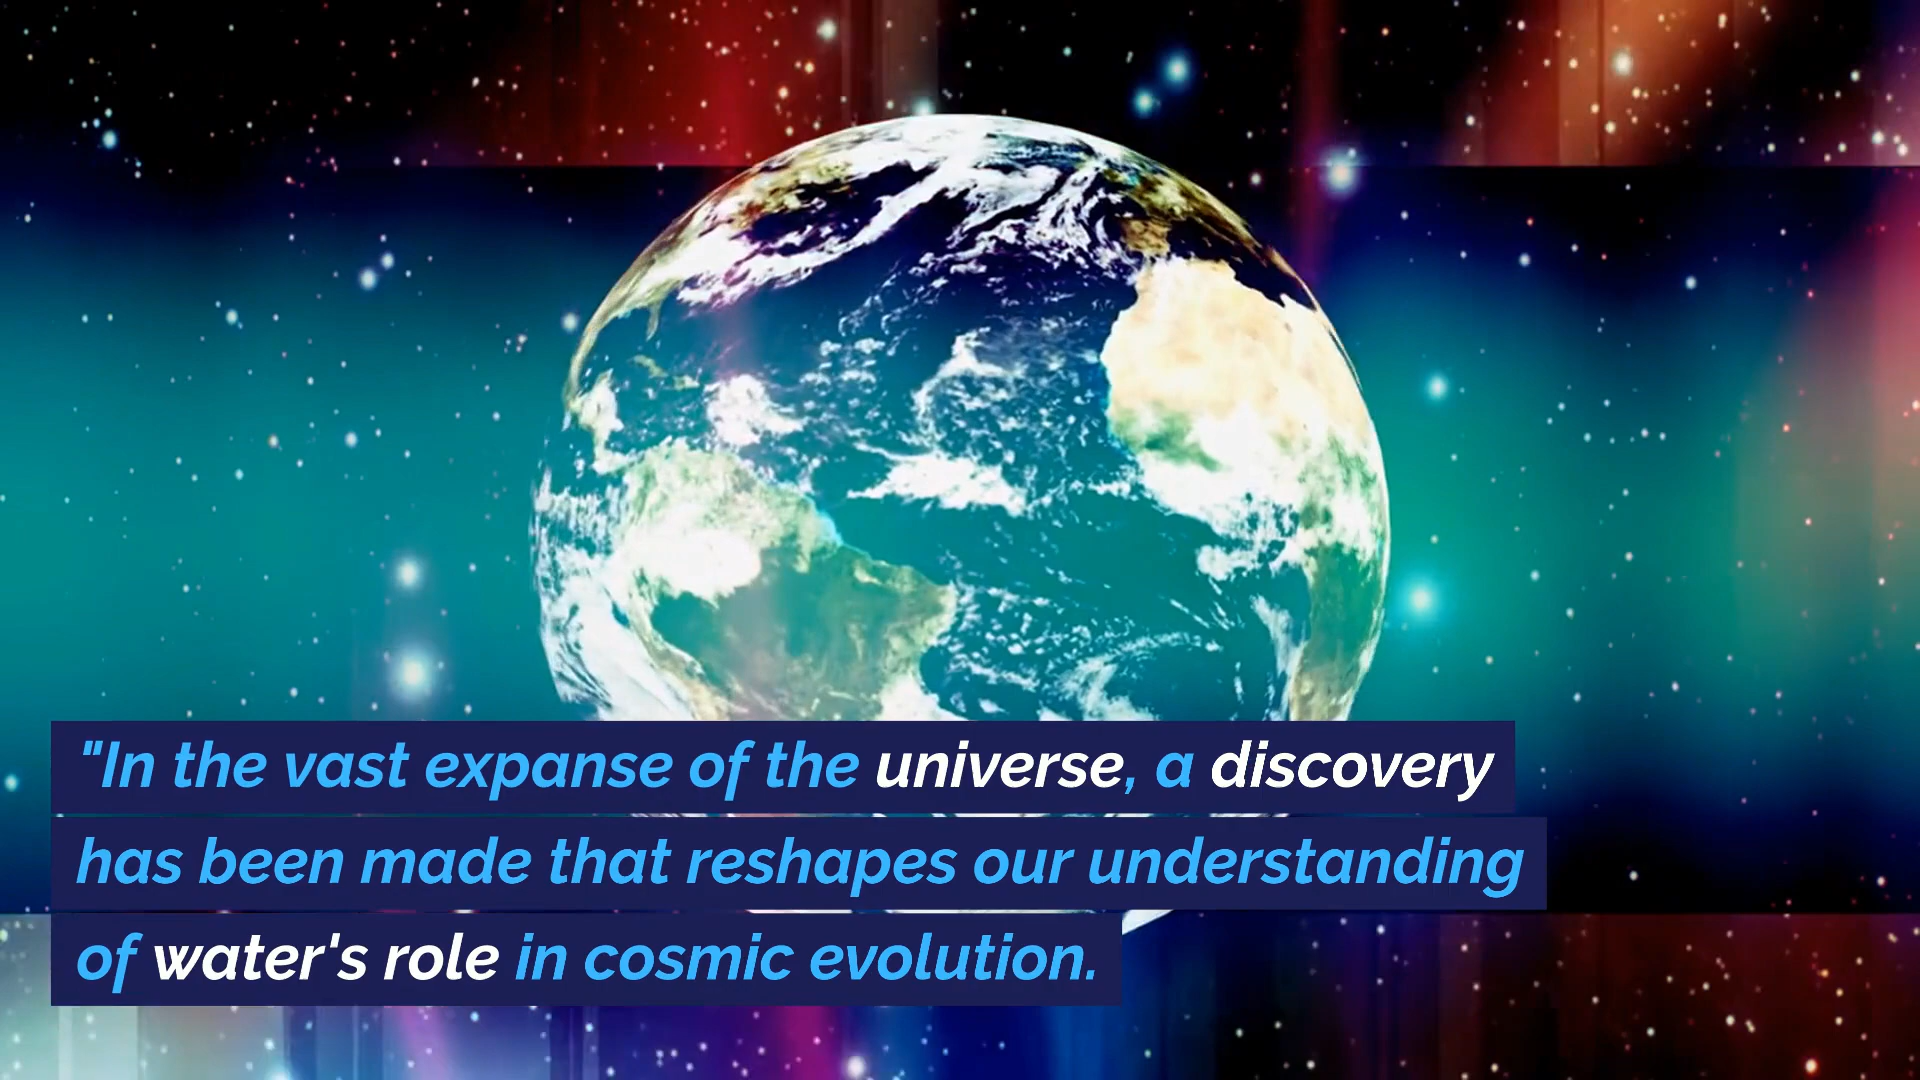 "In the vast expanse of the universe, a discovery
has been made that reshapes our understanding
of water's role in cosmic evolution.